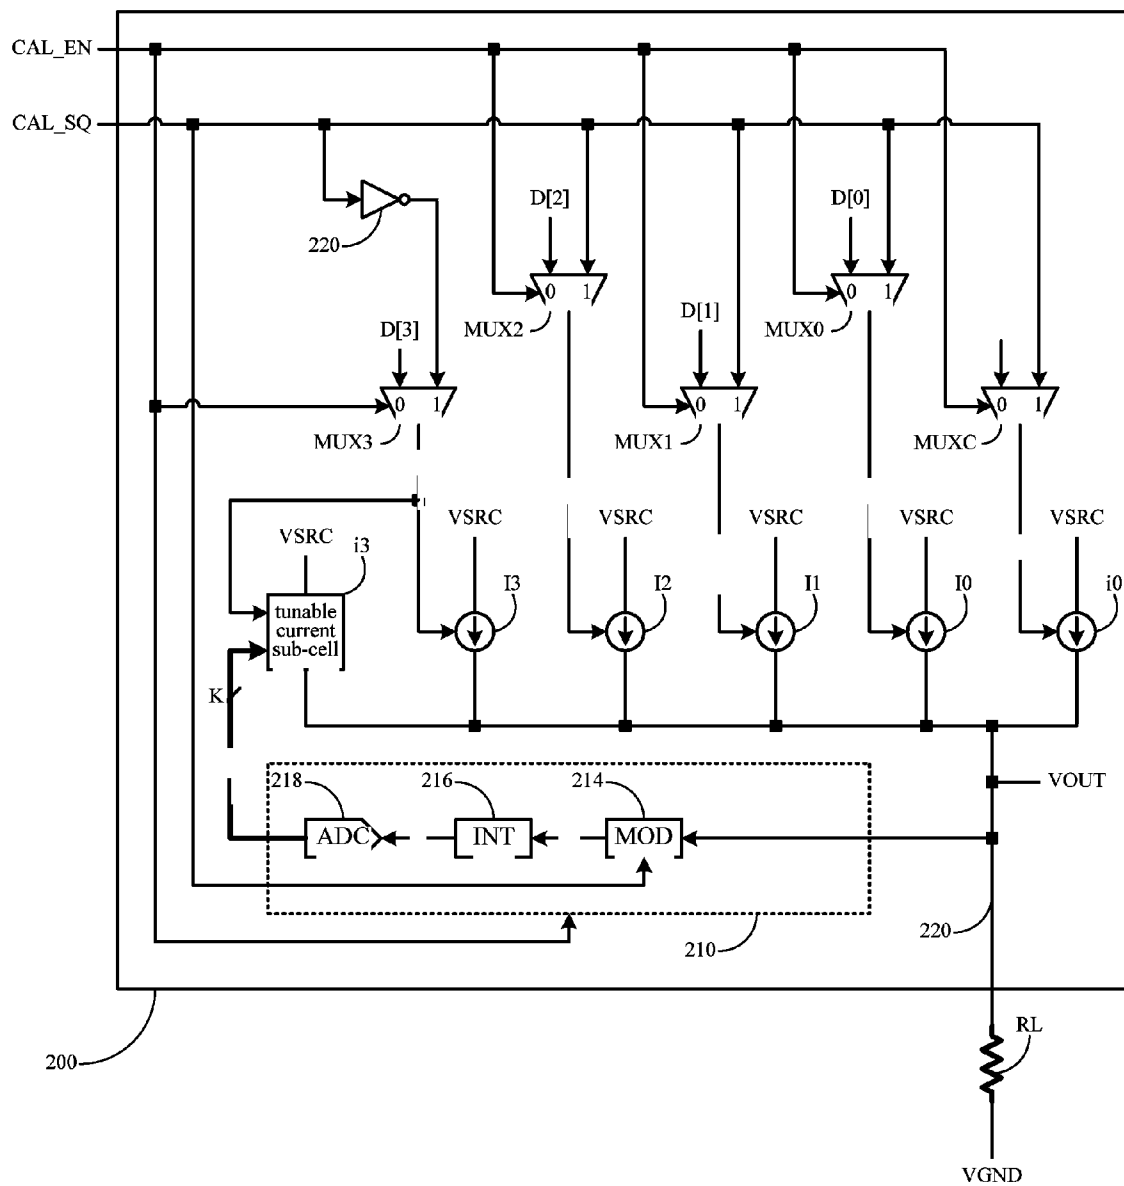 CAL_EN
CAL_SQ
D[2]
D[0]
220
0 1
0 1
MUX2
MUX0
D[3]
D[1]
0 1
0 1
0 1
MUX3
MUX1
MUXC
VSRC
VSRC
VSRC
VSRC
VSRC
VSRC
i3
I3
I2
I1
I0
i0
tunable
current
sub-cell
K
218
216
214
VOUT
ADC
INT
MOD
210
220
200
RL
VGND